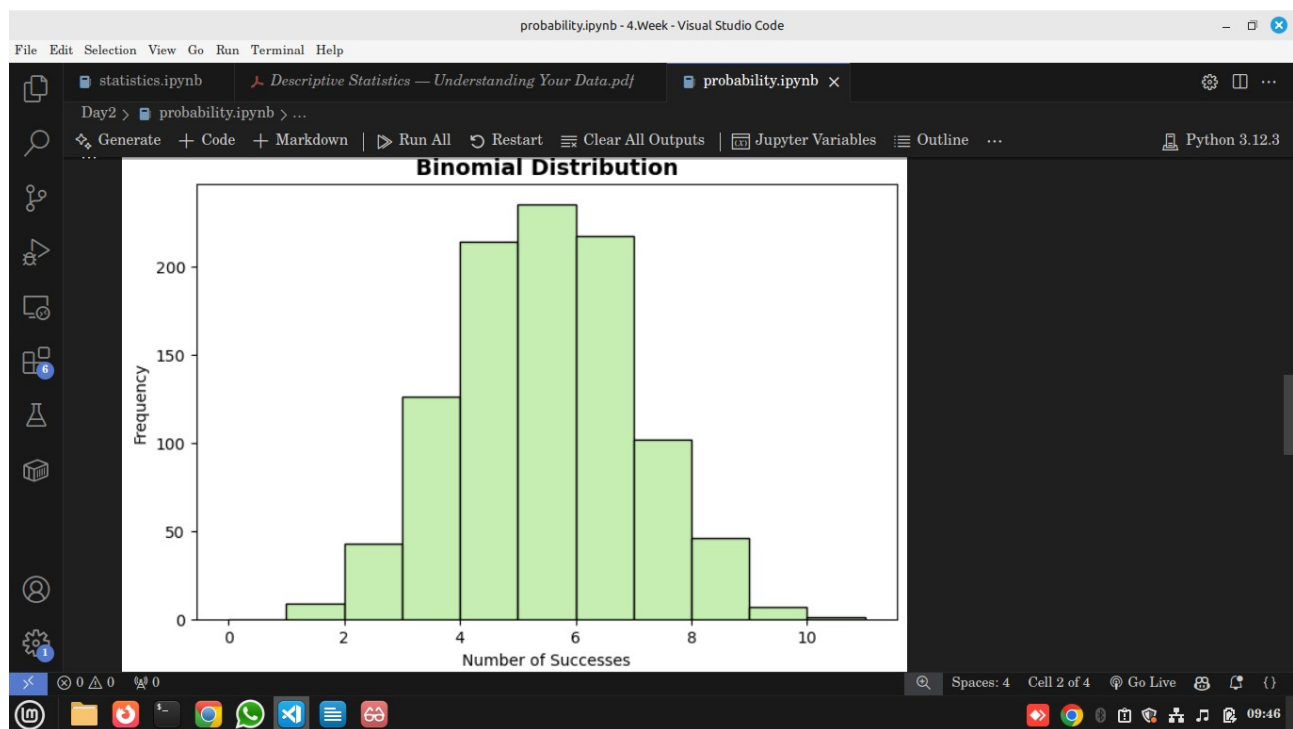 probability.ipynb - 4.Week - Visual Studio Code
File Edit Selection View Go Run Terminal Help
statistics.ipynb Descriptive Statistics — Understanding Your Data.pdf probability.ipynb
Day2 > probability.ipynb > ...
Generate + Code + Markdown | Run All Restart Clear All Outputs | Jupyter Variables Outline ... Python 3.12.3
Binomial Distribution
200
150
100
50
0
Frequency
0 2 4 6 8 10
Number of Successes
6
1
0 0 0 Spaces: 4 Cell 2 of 4 Go Live {}
09:46